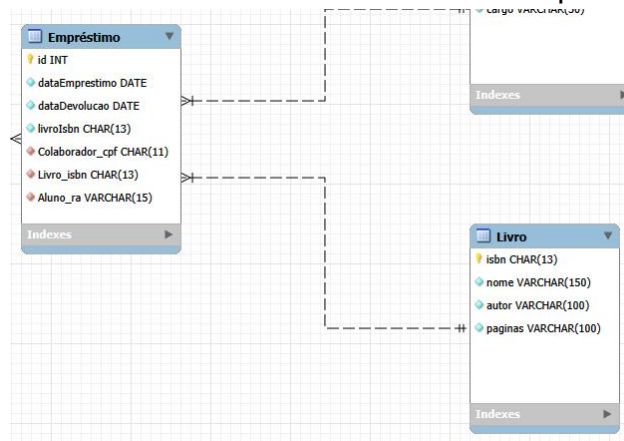 cargo VARCHAR(50)
Indexes
Empréstimo
id INT
dataEmprestimo DATE
dataDevolucao DATE
livroIsbn CHAR(13)
Colaborador_cpf CHAR(11)
Livro_isbn CHAR(13)
Aluno_ra VARCHAR(15)
Indexes
Livro
isbn CHAR(13)
nome VARCHAR(150)
autor VARCHAR(100)
paginas VARCHAR(100)
Indexes